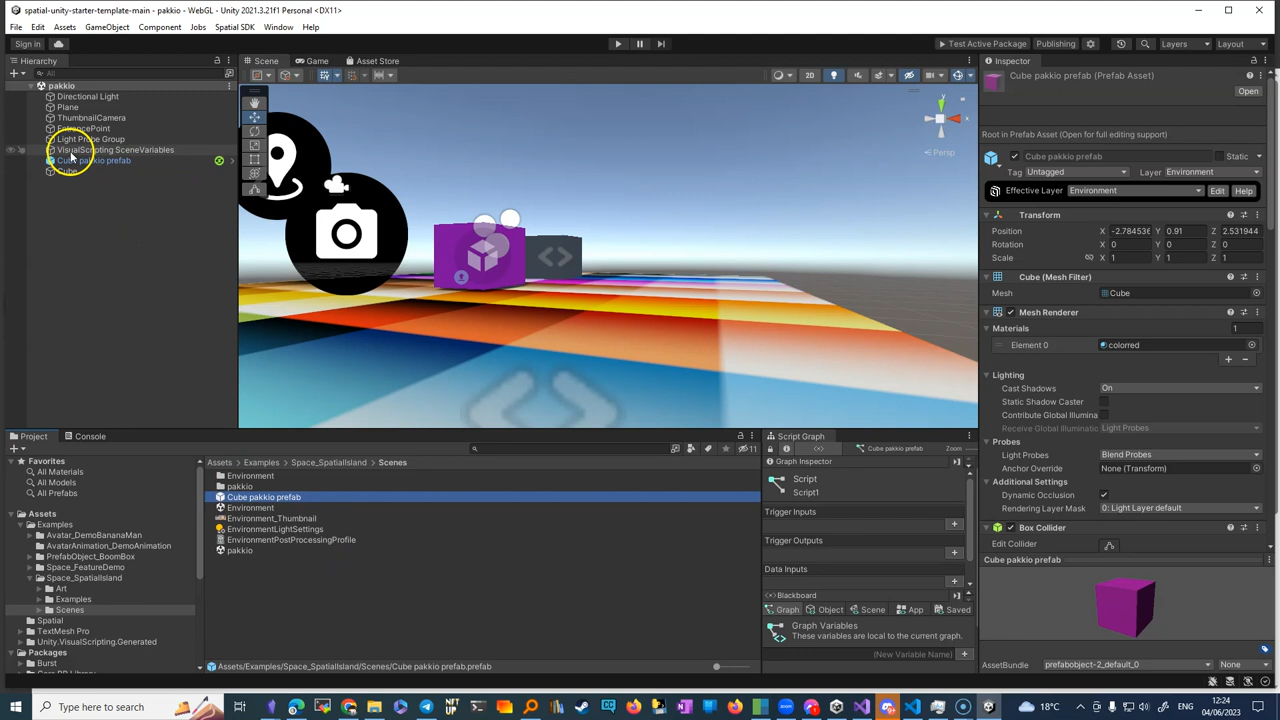 spatial-unity-starter-template-main - pakkio - WebGL - Unity 2021.3.21f1 Personal <DX11>
File Edit Assets GameObject Component Jobs Spatial SDK Window Help
Sign in Test Active Package Publishing Layers Layout
Hierarchy
All
pakkio
Directional Light
Plane
ThumbnailCamera
EntrancePoint
Light Probe Group
VisualScripting SceneVariables
Cube pakkio prefab
Cube
Scene Game Asset Store
y
x
Persp
Inspector
Cube pakkio prefab (Prefab Asset)
Open
Root in Prefab Asset (Open for full editing support)
Cube pakkio prefab Static
Tag Untagged Layer Environment
Effective Layer Environment Edit Help
Transform
Position X -2.784536 Y 0.91 Z 2.531944
Rotation X 0 Y 0 Z 0
Scale X 1 Y 1 Z 1
Cube (Mesh Filter)
Mesh Cube
Mesh Renderer
Materials 1
Element 0 colorred
Lighting
Cast Shadows On
Static Shadow Caster
Contribute Global Illumina
Receive Global Illuminatic Light Probes
Probes
Light Probes Blend Probes
Anchor Override None (Transform)
Additional Settings
Dynamic Occlusion
Rendering Layer Mask 0: Light Layer default
Box Collider
Edit Collider
Cube pakkio prefab
AssetBundle prefabobject-2_default_0 None
Project Console
11
Favorites
All Materials
All Models
All Prefabs
Assets
Examples
Avatar_DemoBananaMan
AvatarAnimation_DemoAnimation
PrefabObject_BoomBox
Space_FeatureDemo
Space_SpatialIsland
Art
Examples
Scenes
Spatial
TextMesh Pro
Unity.VisualScripting.Generated
Packages
Burst
Assets > Examples > Space_SpatialIsland > Scenes
Environment
pakkio
Cube pakkio prefab
Environment
Environment_Thumbnail
EnvironmentLightSettings
EnvironmentPostProcessingProfile
pakkio
Assets/Examples/Space_SpatialIsland/Scenes/Cube pakkio prefab.prefab
Script Graph
Cube pakkio prefab Zoom
Graph Inspector
Script
Script1
Trigger Inputs
Trigger Outputs
Data Inputs
Blackboard
Graph Object Scene App Saved
Graph Variables
These variables are local to the current graph.
(New Variable Name)
Type here to search
18°C
12:24
04/06/2023